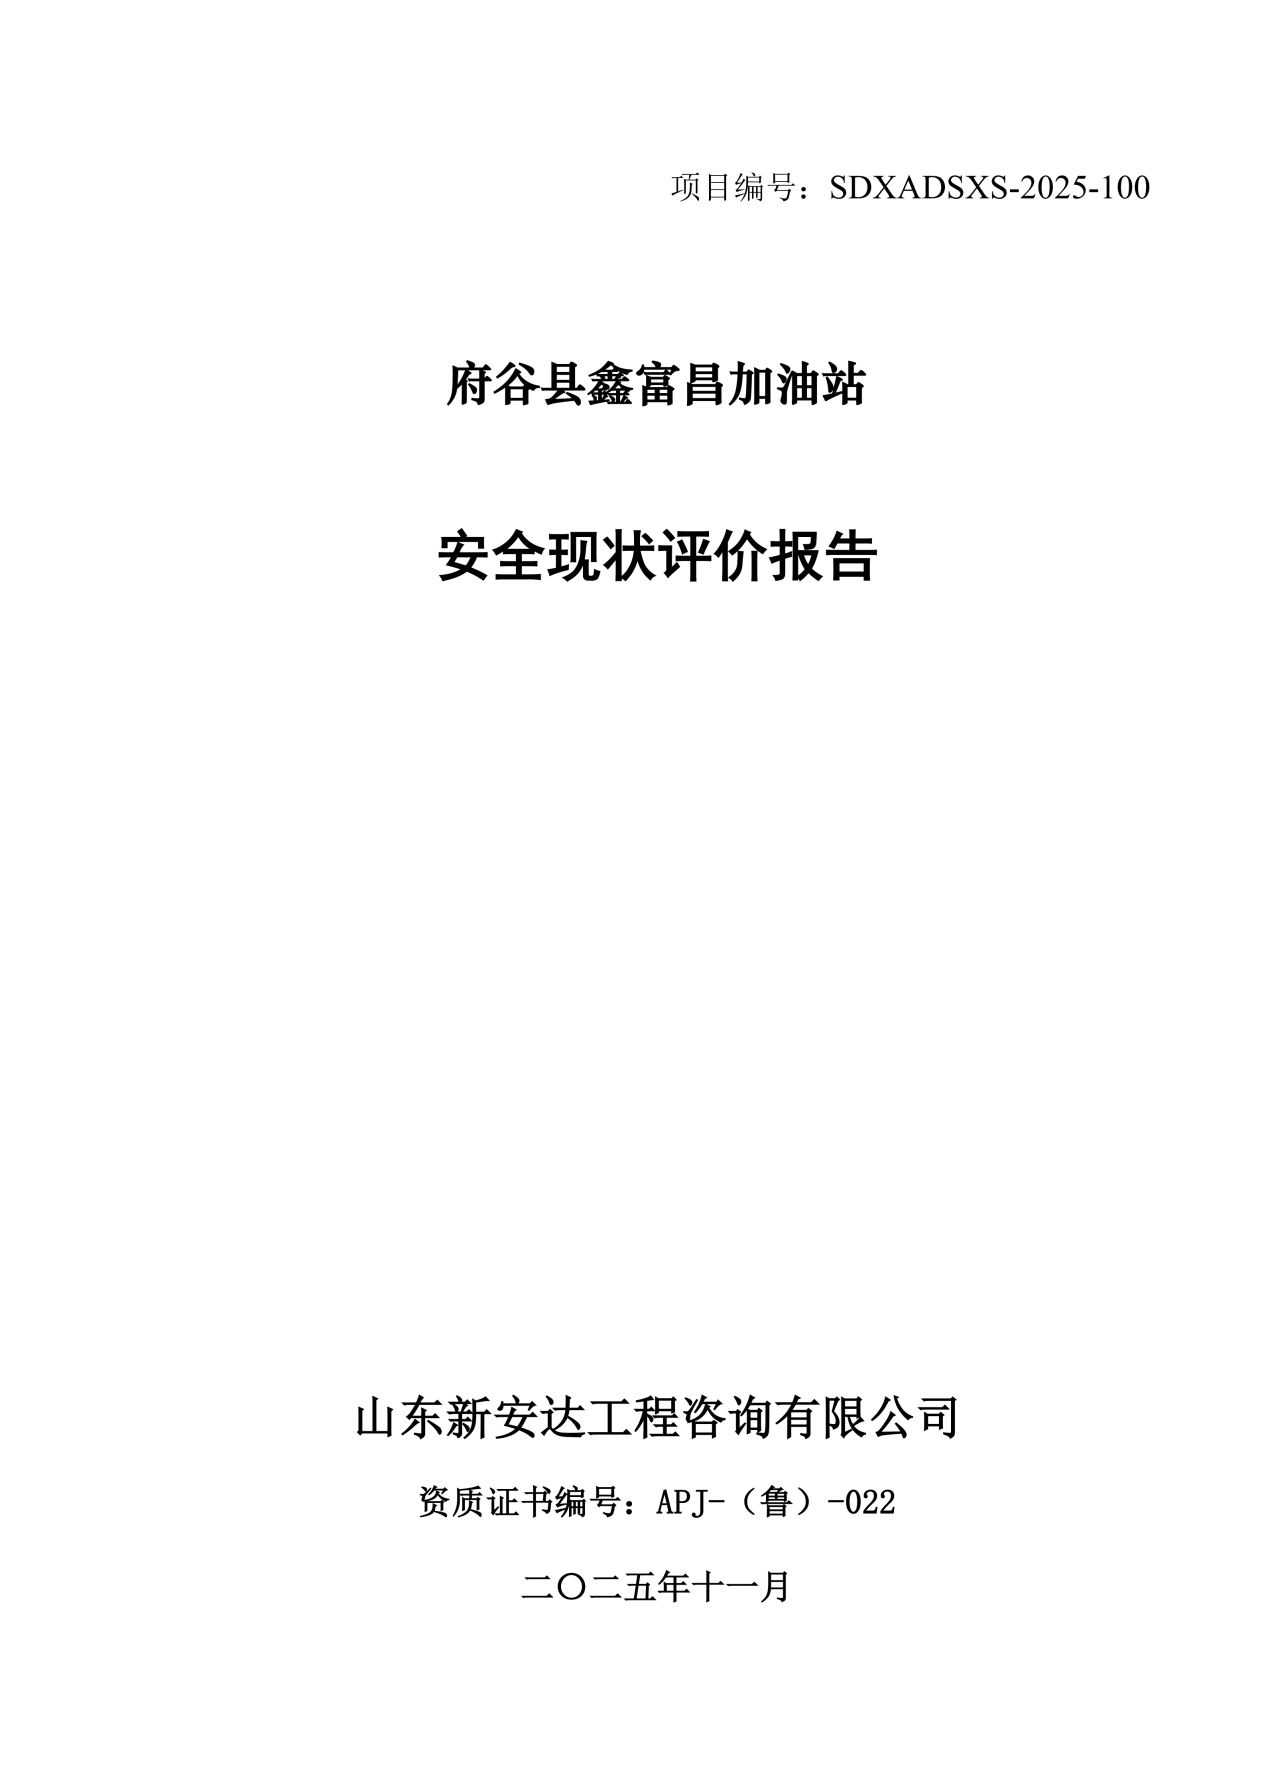 项目编号：SDXADSXS-2025-100
府谷县鑫富昌加油站
安全现状评价报告
山东新安达工程咨询有限公司
资质证书编号：APJ-（鲁）-022
二〇二五年十一月